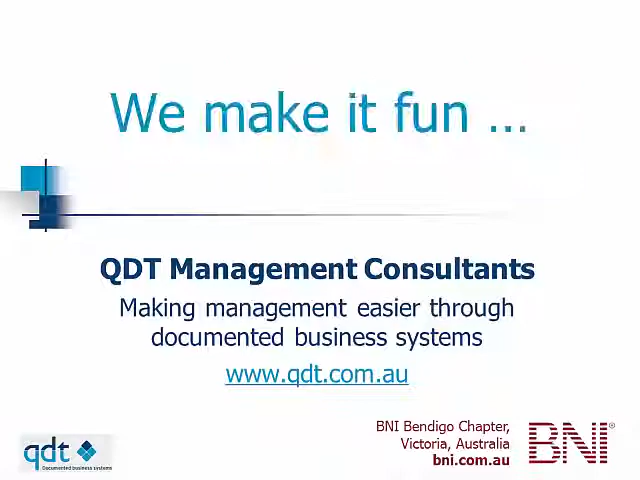 We make it fun ...
QDT Management Consultants
Making management easier through
documented business systems
www.qdt.com.au
BNI Bendigo Chapter,
Victoria, Australia
bni.com.au
BNI®
qdt
Documented business systems